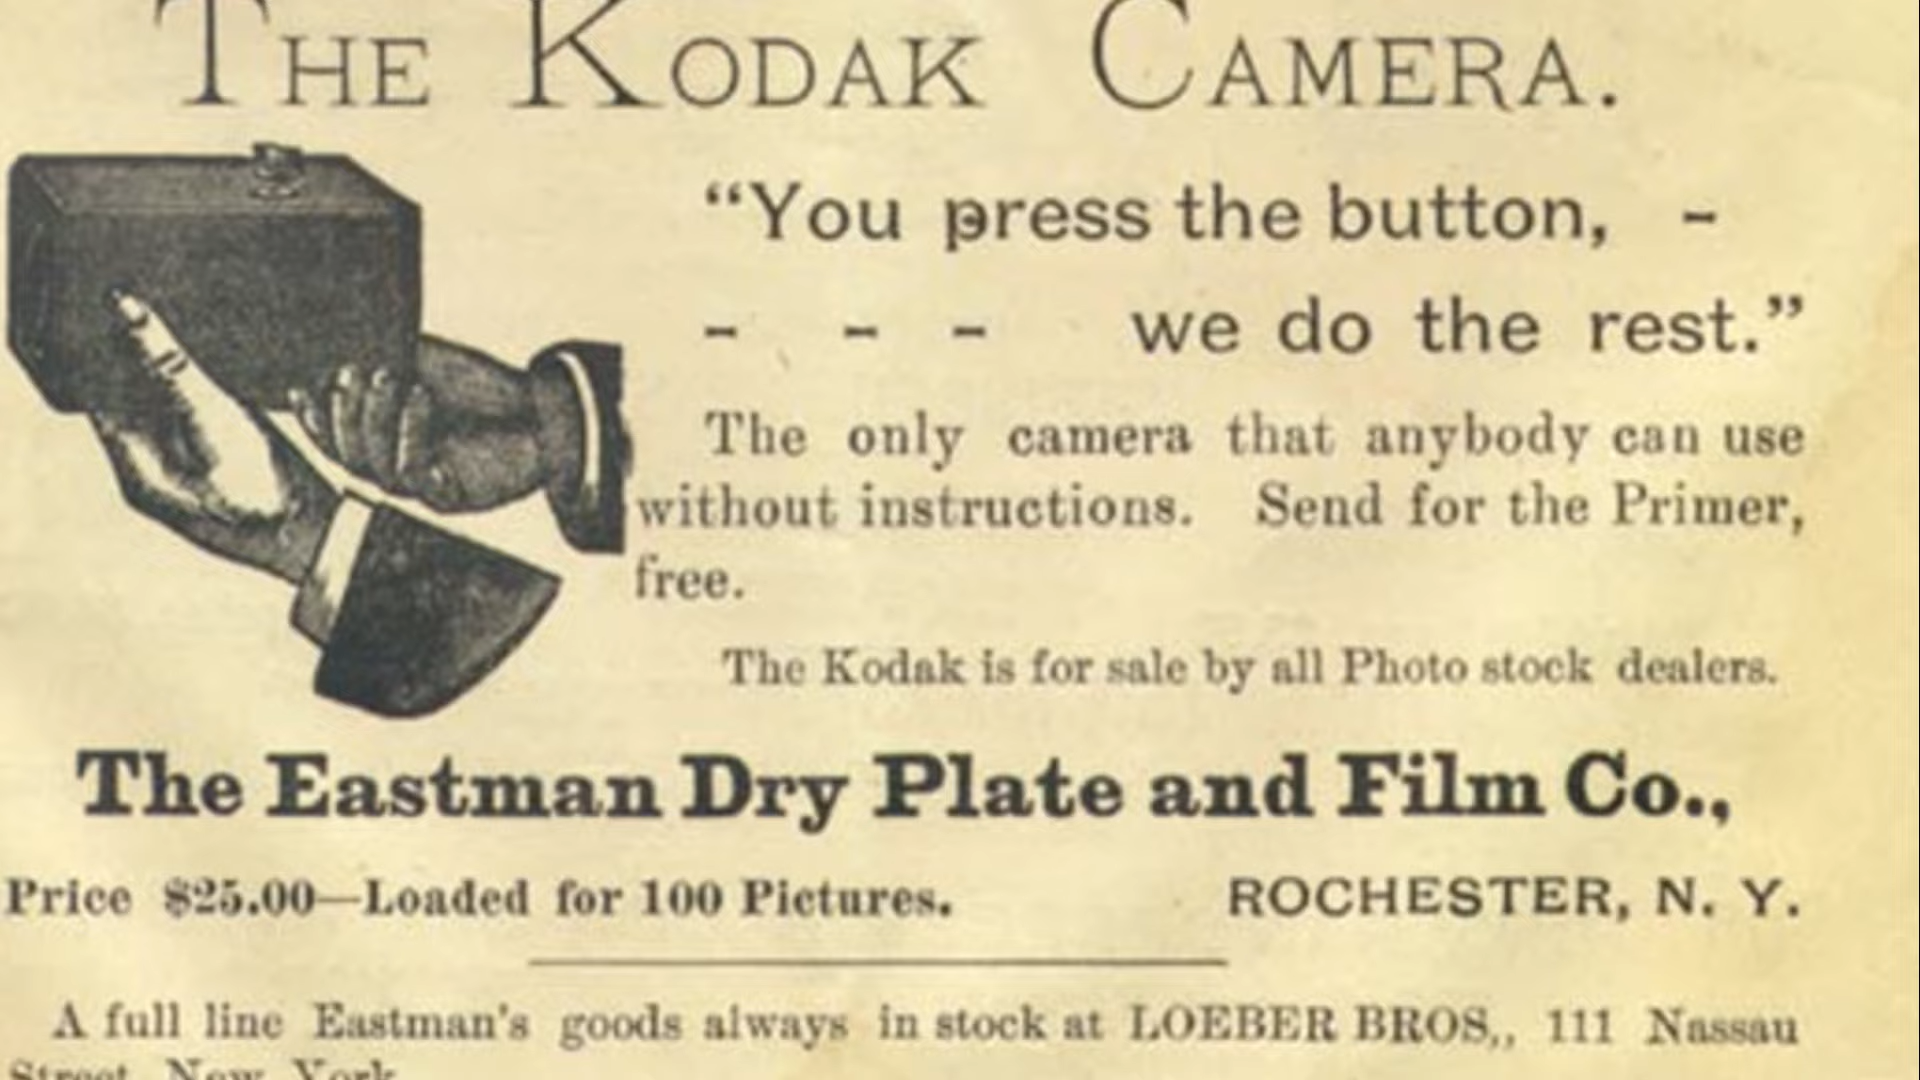 THE KODAK CAMERA.
“You press the button, -
- - - we do the rest.”
The only camera that anybody can use
without instructions. Send for the Primer,
free.
The Kodak is for sale by all Photo stock dealers.
The Eastman Dry Plate and Film Co.,
Price $25.00—Loaded for 100 Pictures. ROCHESTER, N. Y.
A full line Eastman's goods always in stock at LOEBER BROS,, 111 Nassau
Street, New York.